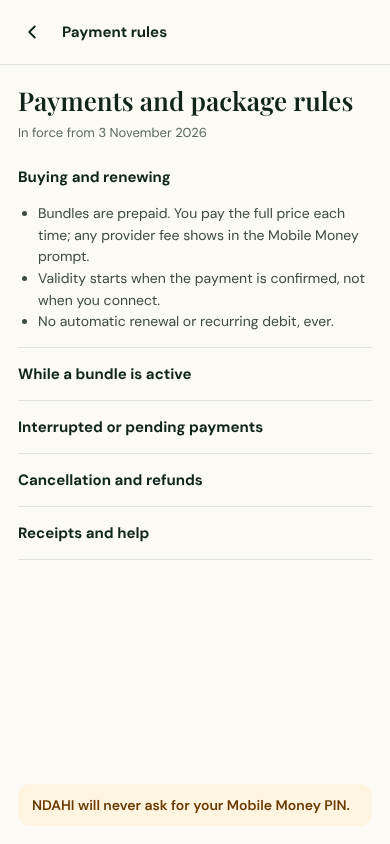 Payment rules
Payments and package rules
In force from 3 November 2026
Buying and renewing
• Bundles are prepaid. You pay the full price each
time; any provider fee shows in the Mobile Money
prompt.
• Validity starts when the payment is confirmed, not
when you connect.
• No automatic renewal or recurring debit, ever.
While a bundle is active
Interrupted or pending payments
Cancellation and refunds
Receipts and help
NDAHI will never ask for your Mobile Money PIN.